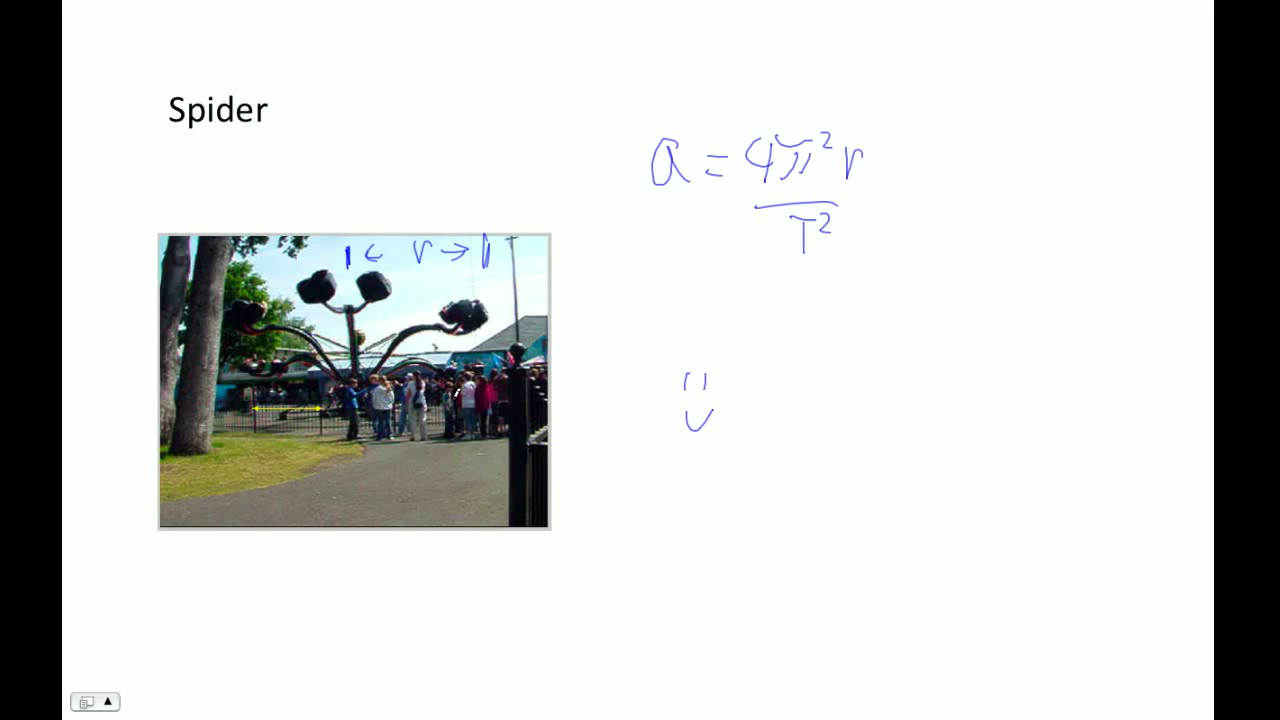 Spider
a = 4π²r
T²
r